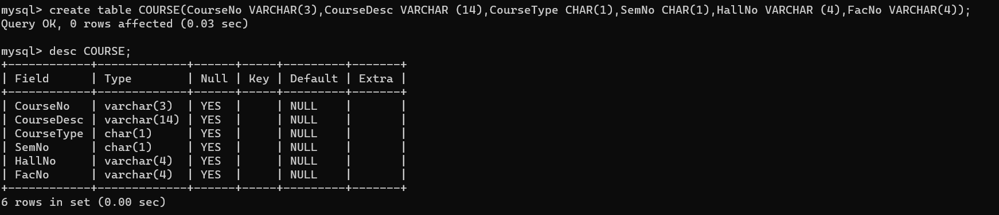 mysql> create table COURSE(CourseNo VARCHAR(3),CourseDesc VARCHAR (14),CourseType CHAR(1),SemNo CHAR(1),HallNo VARCHAR (4),FacNo VARCHAR(4));
Query OK, 0 rows affected (0.03 sec)

mysql> desc COURSE;
+------------+-------------+------+-----+---------+-------+
| Field      | Type        | Null | Key | Default | Extra |
+------------+-------------+------+-----+---------+-------+
| CourseNo   | varchar(3)  | YES  |     | NULL    |       |
| CourseDesc | varchar(14) | YES  |     | NULL    |       |
| CourseType | char(1)     | YES  |     | NULL    |       |
| SemNo      | char(1)     | YES  |     | NULL    |       |
| HallNo     | varchar(4)  | YES  |     | NULL    |       |
| FacNo      | varchar(4)  | YES  |     | NULL    |       |
+------------+-------------+------+-----+---------+-------+
6 rows in set (0.00 sec)